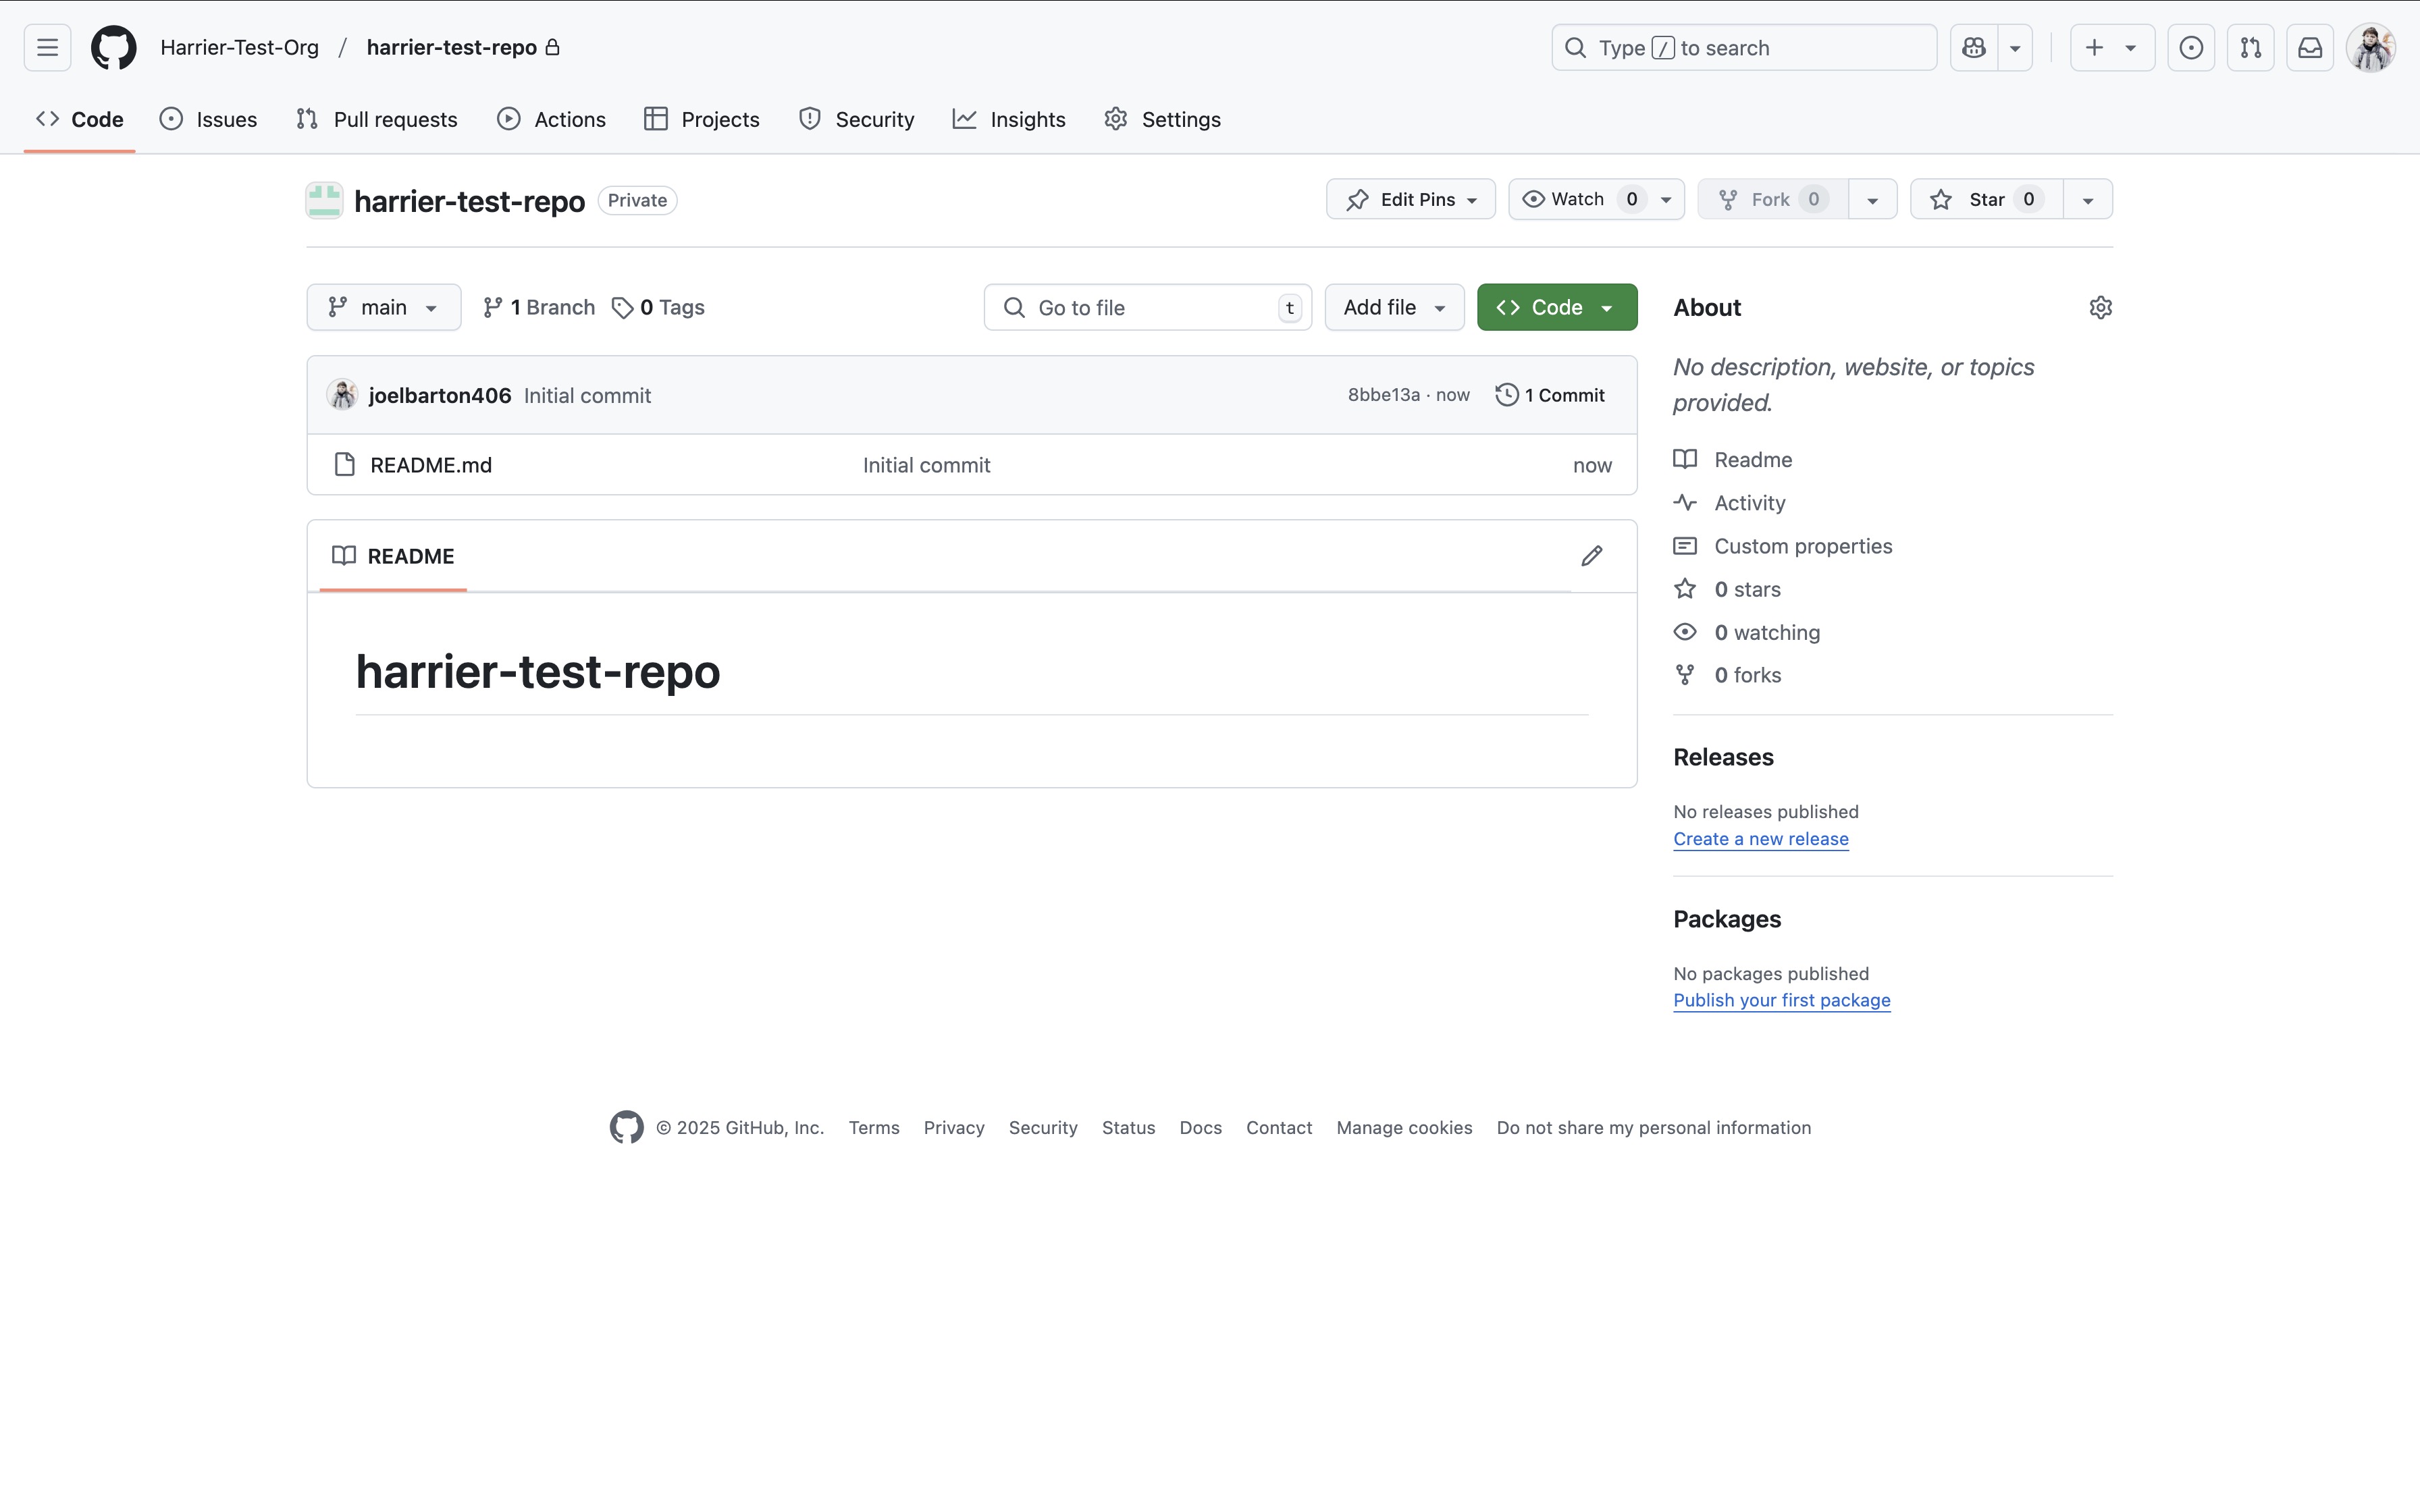 Harrier-Test-Org / harrier-test-repo
Type / to search
Code Issues Pull requests Actions Projects Security Insights Settings
harrier-test-repo Private
Edit Pins Watch 0 Fork 0 Star 0
main 1 Branch 0 Tags
Go to file t Add file Code
joelbarton406 Initial commit 8bbe13a · now 1 Commit
README.md Initial commit now
README
harrier-test-repo
About
No description, website, or topics
provided.
Readme
Activity
Custom properties
0 stars
0 watching
0 forks
Releases
No releases published
Create a new release
Packages
No packages published
Publish your first package
© 2025 GitHub, Inc. Terms Privacy Security Status Docs Contact Manage cookies Do not share my personal information